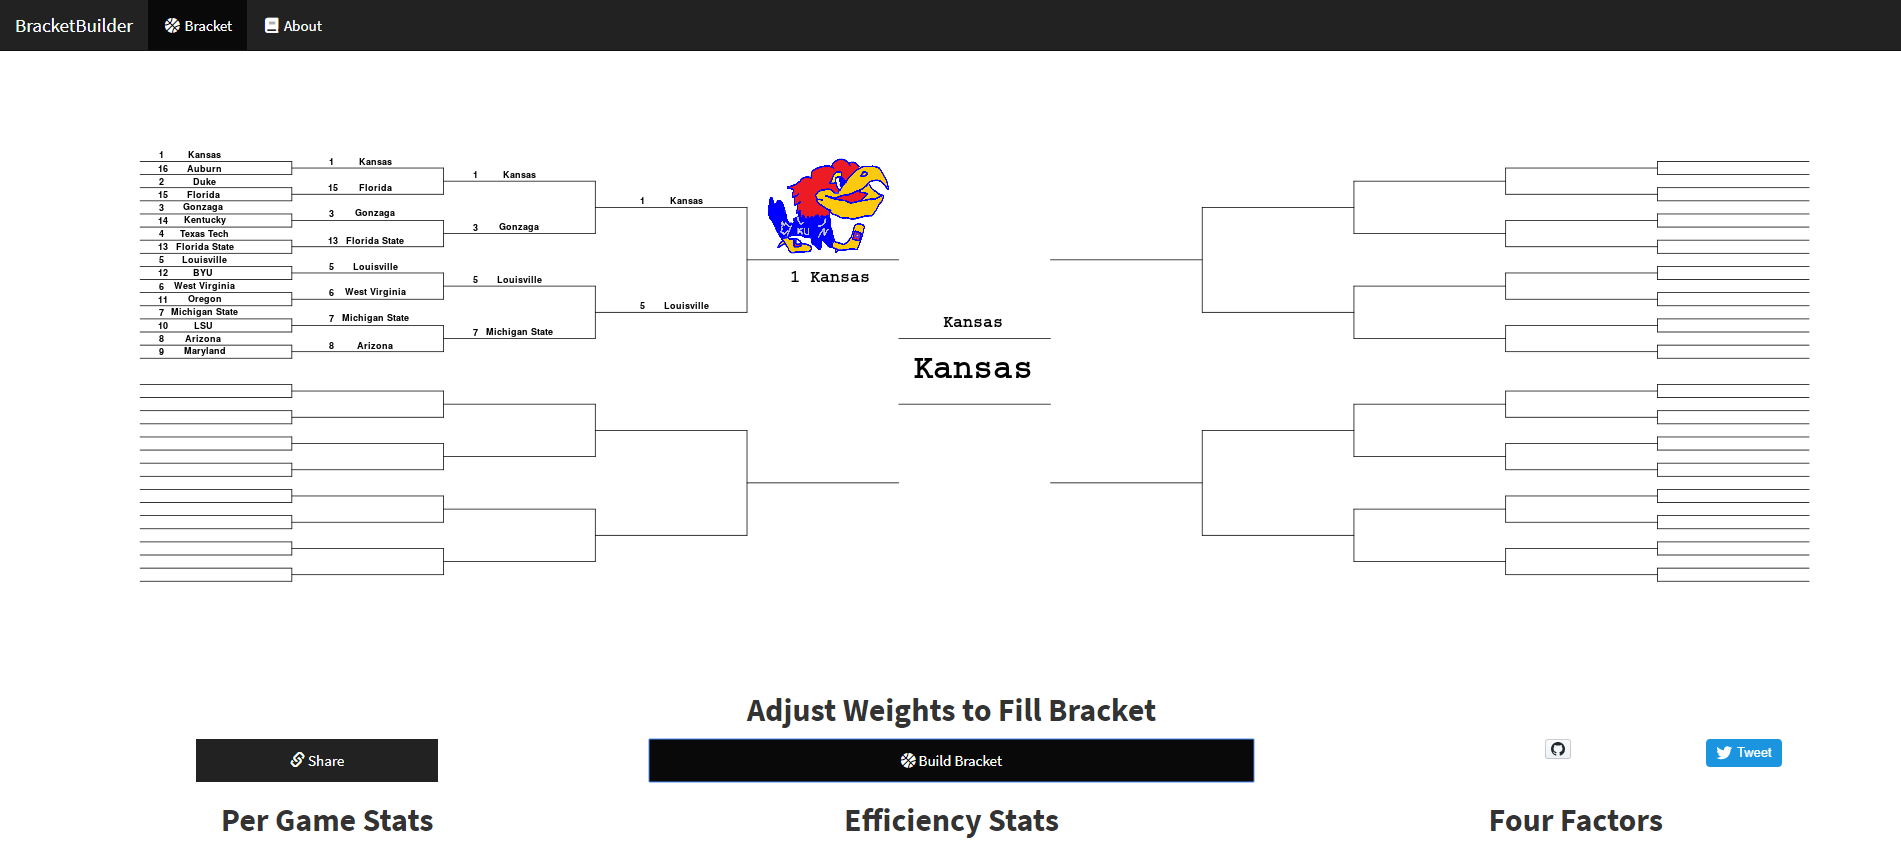 BracketBuilder Bracket About
1 Kansas
16 Auburn
2 Duke
15 Florida
3 Gonzaga
14 Kentucky
4 Texas Tech
13 Florida State
5 Louisville
12 BYU
6 West Virginia
11 Oregon
7 Michigan State
10 LSU
8 Arizona
9 Maryland
1 Kansas
15 Florida
3 Gonzaga
13 Florida State
5 Louisville
6 West Virginia
7 Michigan State
8 Arizona
1 Kansas
3 Gonzaga
5 Louisville
7 Michigan State
1 Kansas
5 Louisville
KU
1 Kansas
Kansas
Kansas
Adjust Weights to Fill Bracket
Share
Build Bracket
Tweet
Per Game Stats
Efficiency Stats
Four Factors